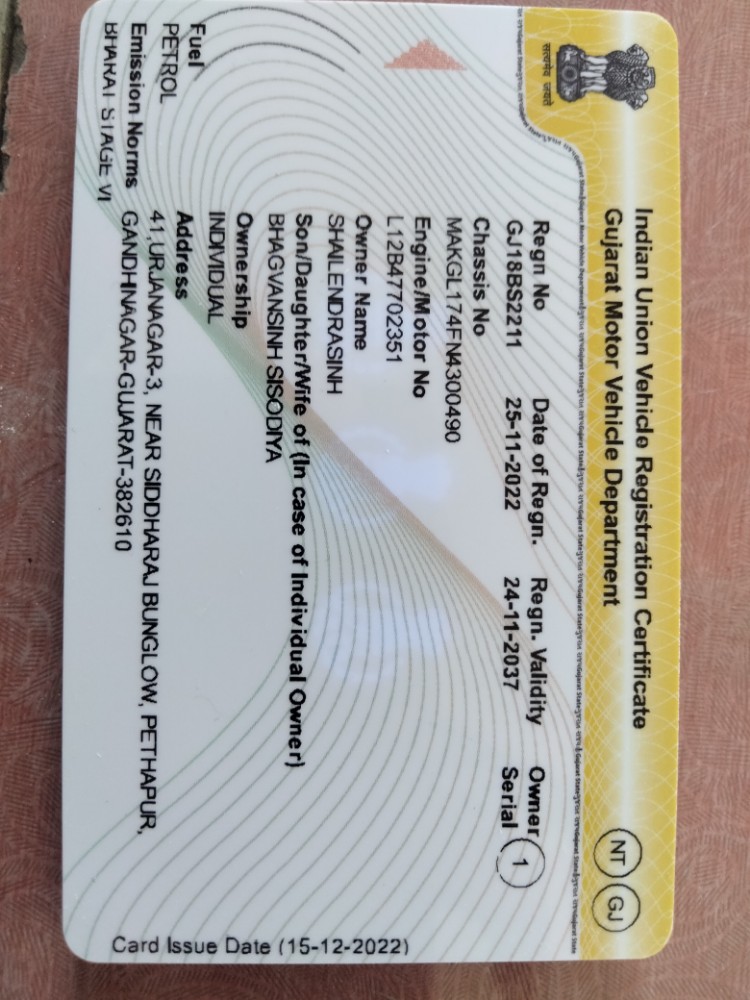 सत्यमेव जयते
Indian Union Vehicle Registration Certificate
Gujarat Motor Vehicle Department
NT GJ
Regn No Date of Regn. Regn. Validity Owner
GJ18BS2211 25-11-2022 24-11-2037 Serial 1
Chassis No
MAKGL174FN4300490
Engine/Motor No
L12B47702351
Owner Name
SHAILENDRASINH
Son/Daughter/Wife of (In case of Individual Owner)
BHAGVANSINH SISODIYA
Ownership
INDIVIDUAL
Fuel
PETROL
Address
41,URJANAGAR-3, NEAR SIDDHARAJ BUNGLOW, PETHAPUR,
GANDHINAGAR-GUJARAT-382610
Emission Norms
BHARAT STAGE VI
Card Issue Date (15-12-2022)